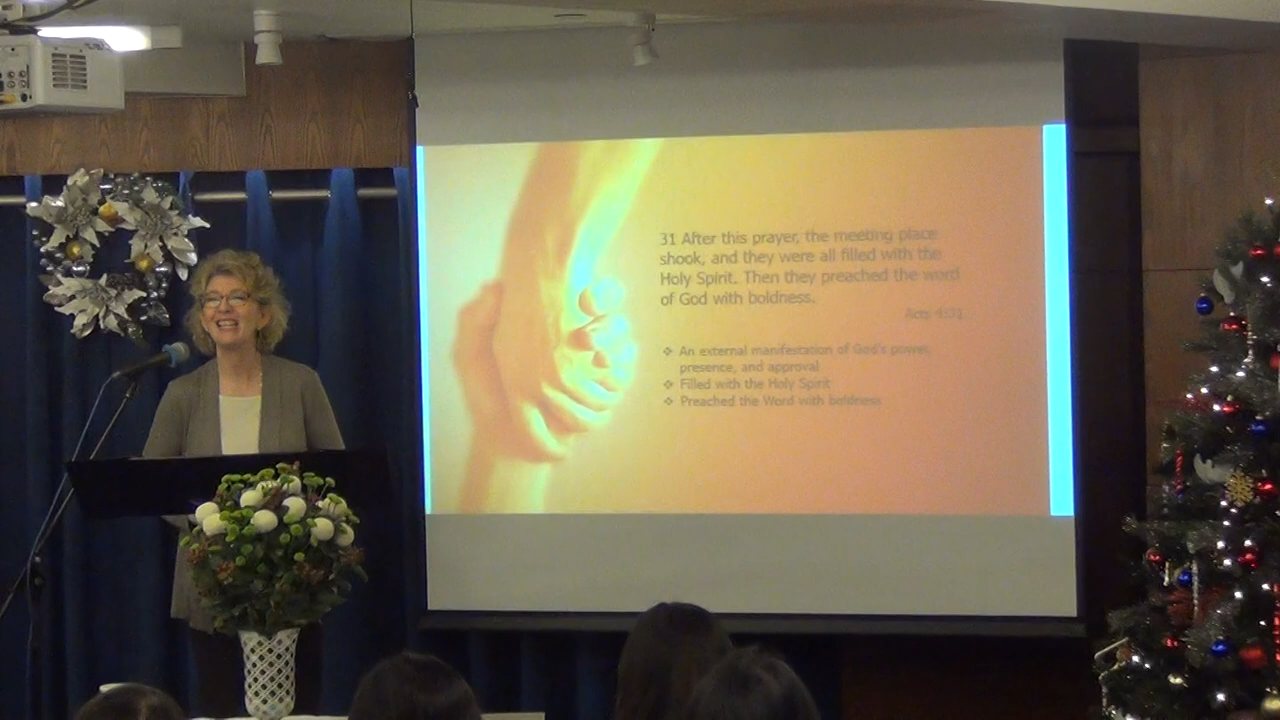 31 After this prayer, the meeting place
shook, and they were all filled with the
Holy Spirit. Then they preached the word
of God with boldness.
Acts 4:31
❖ An external manifestation of God's power,
presence, and approval
❖ Filled with the Holy Spirit
❖ Preached the Word with boldness